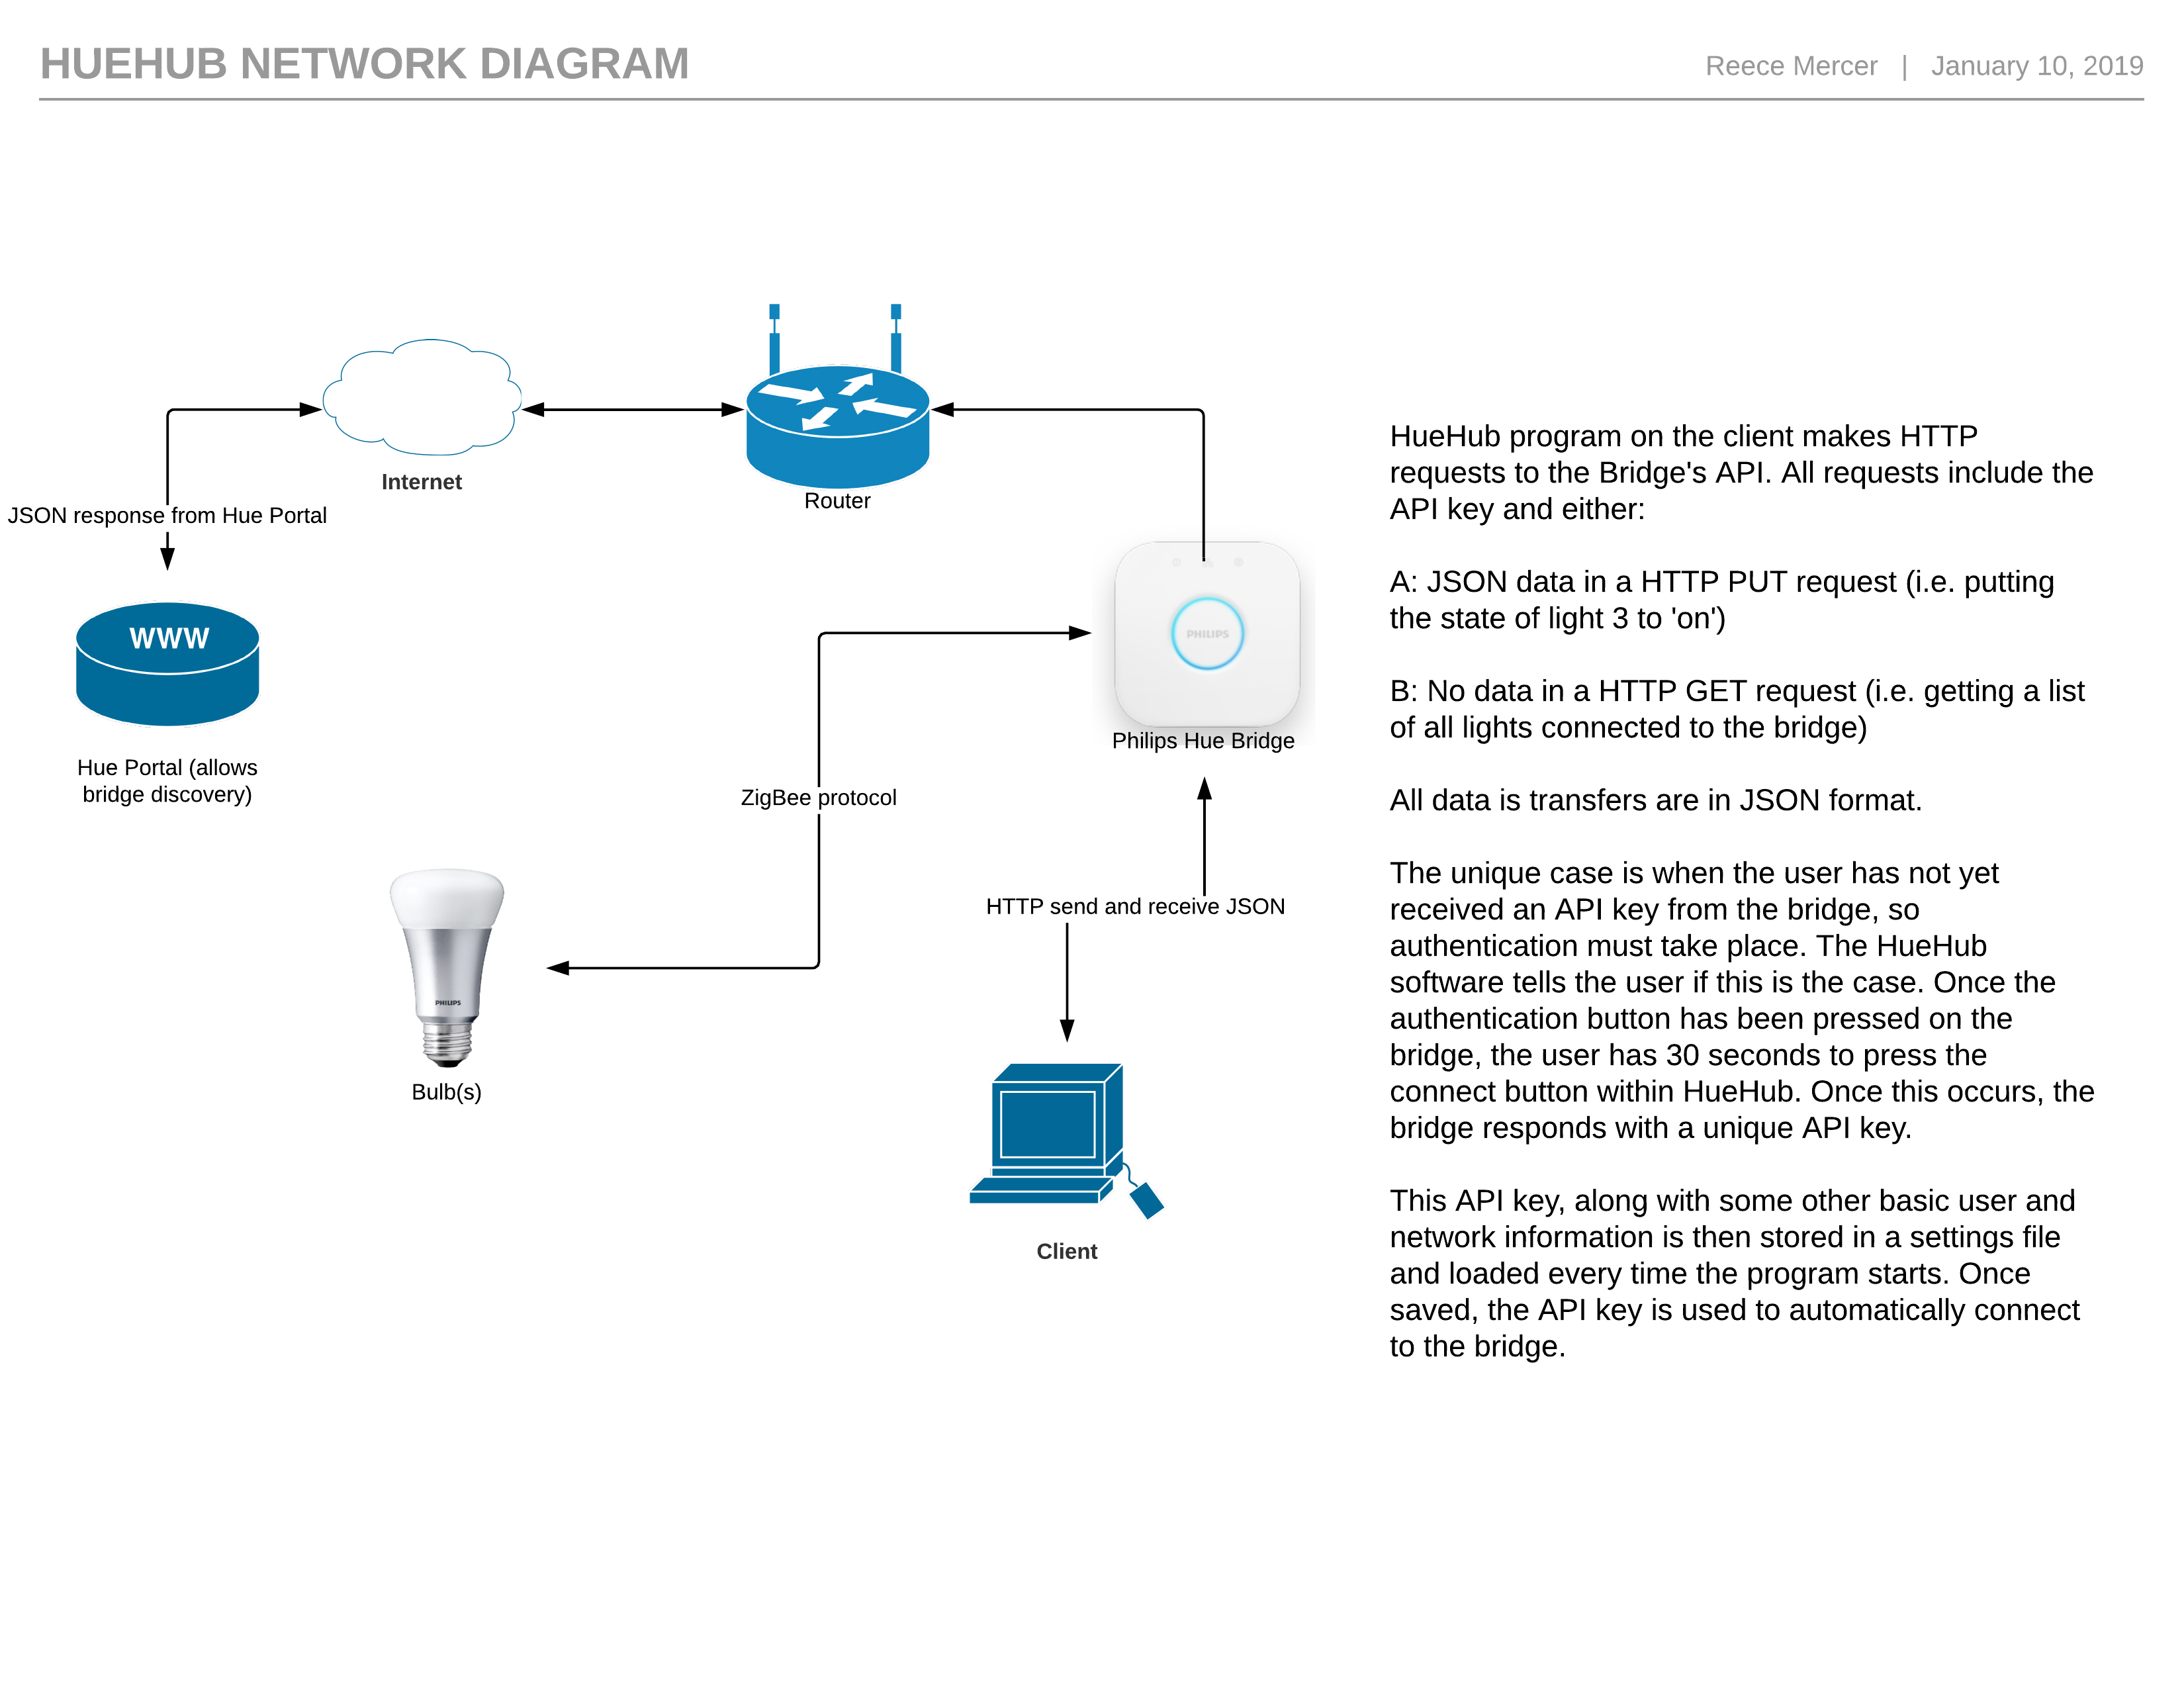 HUEHUB NETWORK DIAGRAM
Reece Mercer | January 10, 2019
Internet
Router
JSON response from Hue Portal
WWW
Hue Portal (allows
bridge discovery)
PHILIPS
Philips Hue Bridge
ZigBee protocol
HTTP send and receive JSON
PHILIPS
Bulb(s)
Client
HueHub program on the client makes HTTP
requests to the Bridge's API. All requests include the
API key and either:
A: JSON data in a HTTP PUT request (i.e. putting
the state of light 3 to 'on')
B: No data in a HTTP GET request (i.e. getting a list
of all lights connected to the bridge)
All data is transfers are in JSON format.
The unique case is when the user has not yet
received an API key from the bridge, so
authentication must take place. The HueHub
software tells the user if this is the case. Once the
authentication button has been pressed on the
bridge, the user has 30 seconds to press the
connect button within HueHub. Once this occurs, the
bridge responds with a unique API key.
This API key, along with some other basic user and
network information is then stored in a settings file
and loaded every time the program starts. Once
saved, the API key is used to automatically connect
to the bridge.